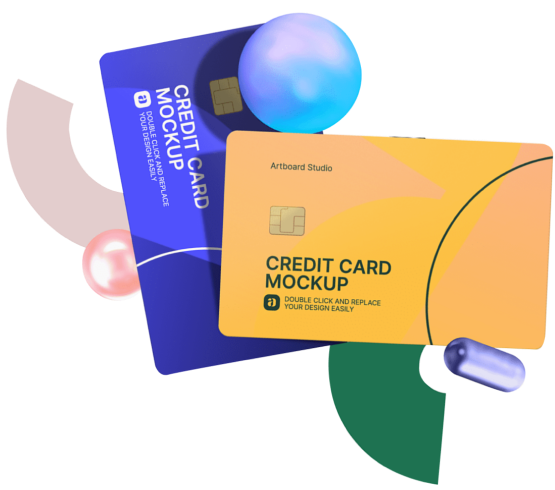 CREDIT CARD
MOCKUP
a DOUBLE CLICK AND REPLACE
YOUR DESIGN EASILY
Artboard Studio
CREDIT CARD
MOCKUP
a DOUBLE CLICK AND REPLACE
YOUR DESIGN EASILY